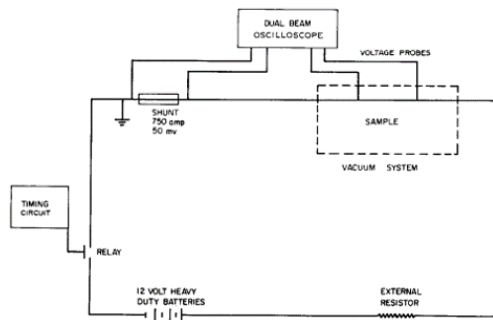 DUAL BEAM
OSCILLOSCOPE
VOLTAGE PROBES
SHUNT
750 amp
50 mv
SAMPLE
VACUUM SYSTEM
TIMING
CIRCUIT
RELAY
12 VOLT HEAVY
DUTY BATTERIES
EXTERNAL
RESISTOR